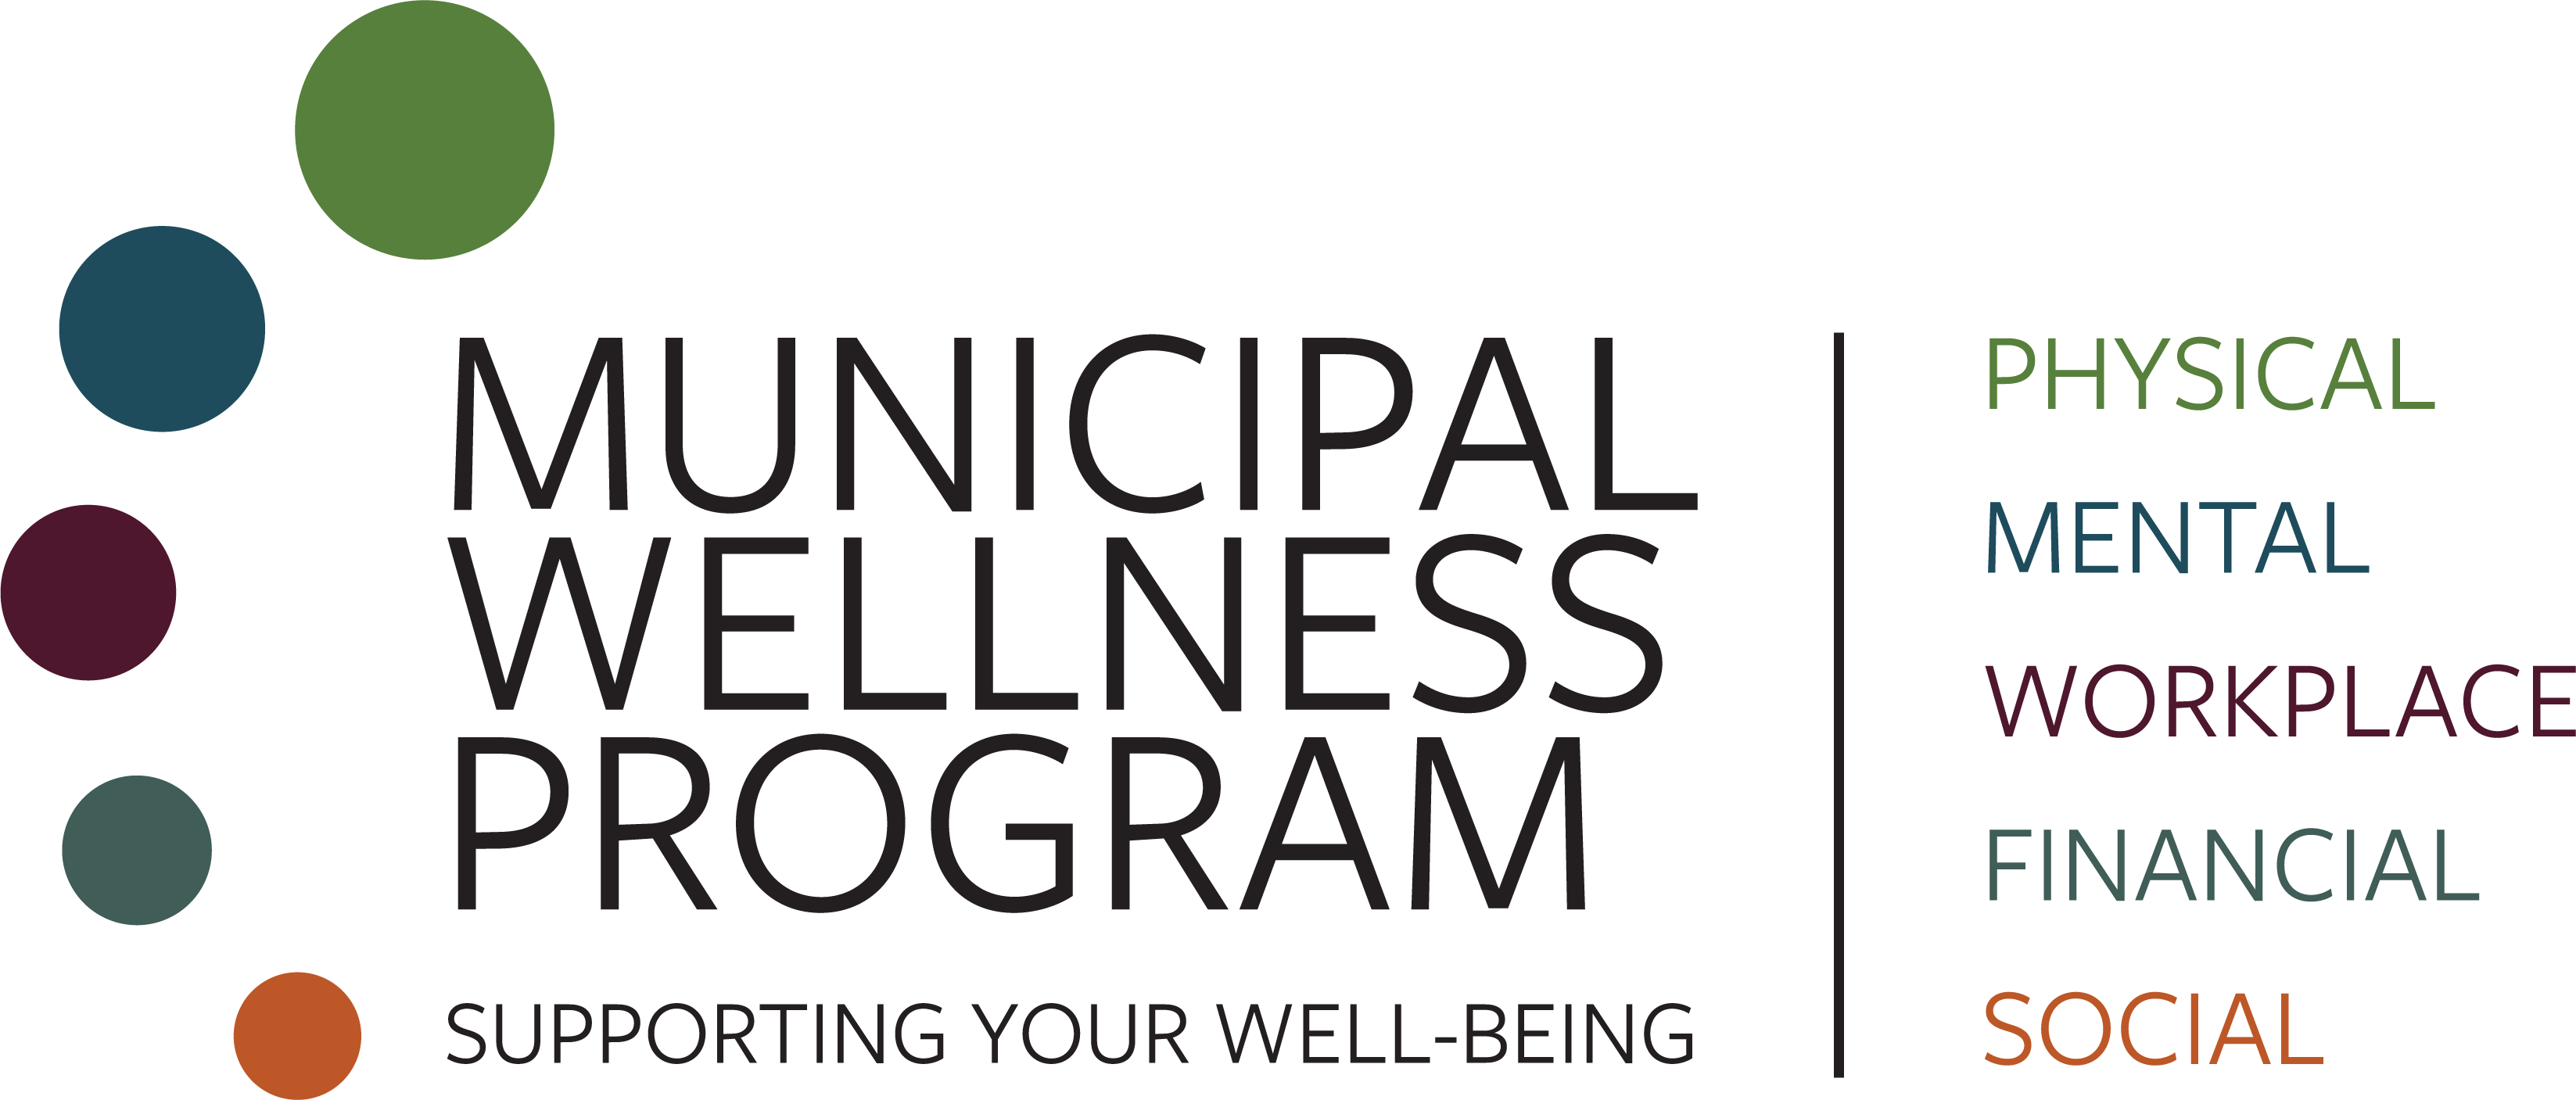 MUNICIPAL
WELLNESS
PROGRAM
SUPPORTING YOUR WELL-BEING
PHYSICAL
MENTAL
WORKPLACE
FINANCIAL
SOCIAL